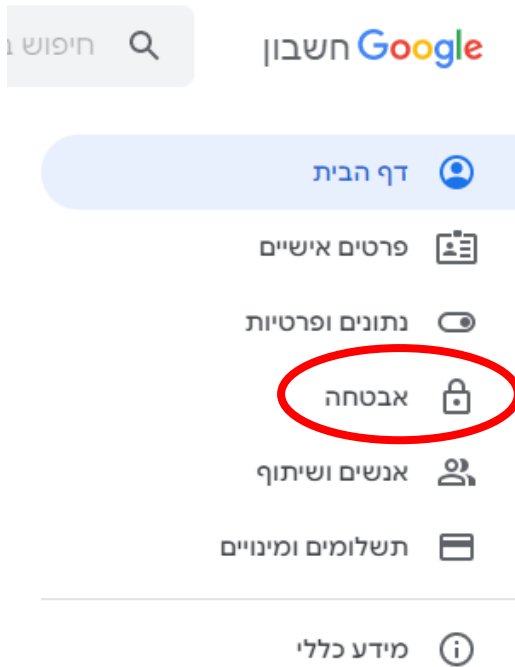 חשבון Google
חיפוש
דף הבית
פרטים אישיים
נתונים ופרטיות
אבטחה
אנשים ושיתוף
תשלומים ומינויים
מידע כללי